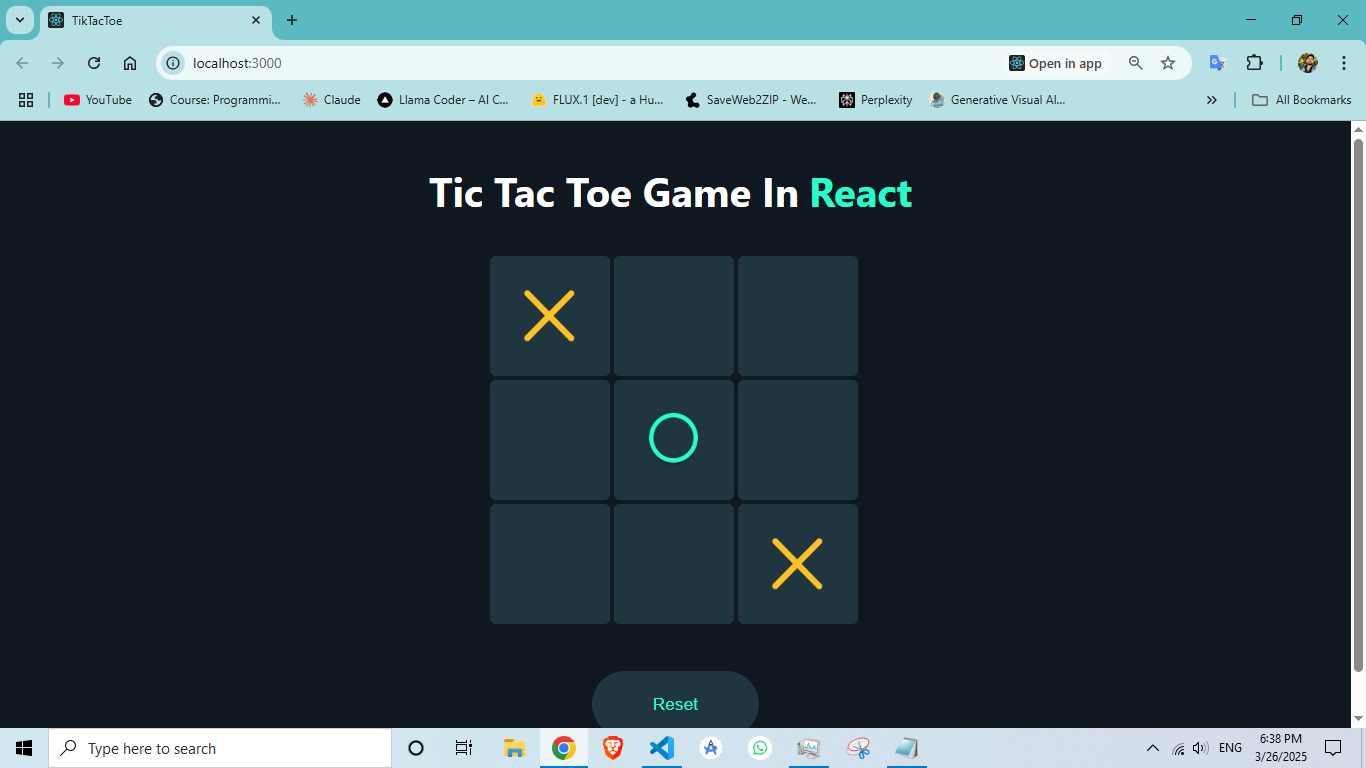 TikTacToe
localhost:3000
Open in app
YouTube
Course: Programmi...
Claude
Llama Coder – AI C...
FLUX.1 [dev] - a Hu...
SaveWeb2ZIP - We...
Perplexity
Generative Visual AI...
All Bookmarks
Tic Tac Toe Game In React
Reset
Type here to search
ENG
6:38 PM
3/26/2025